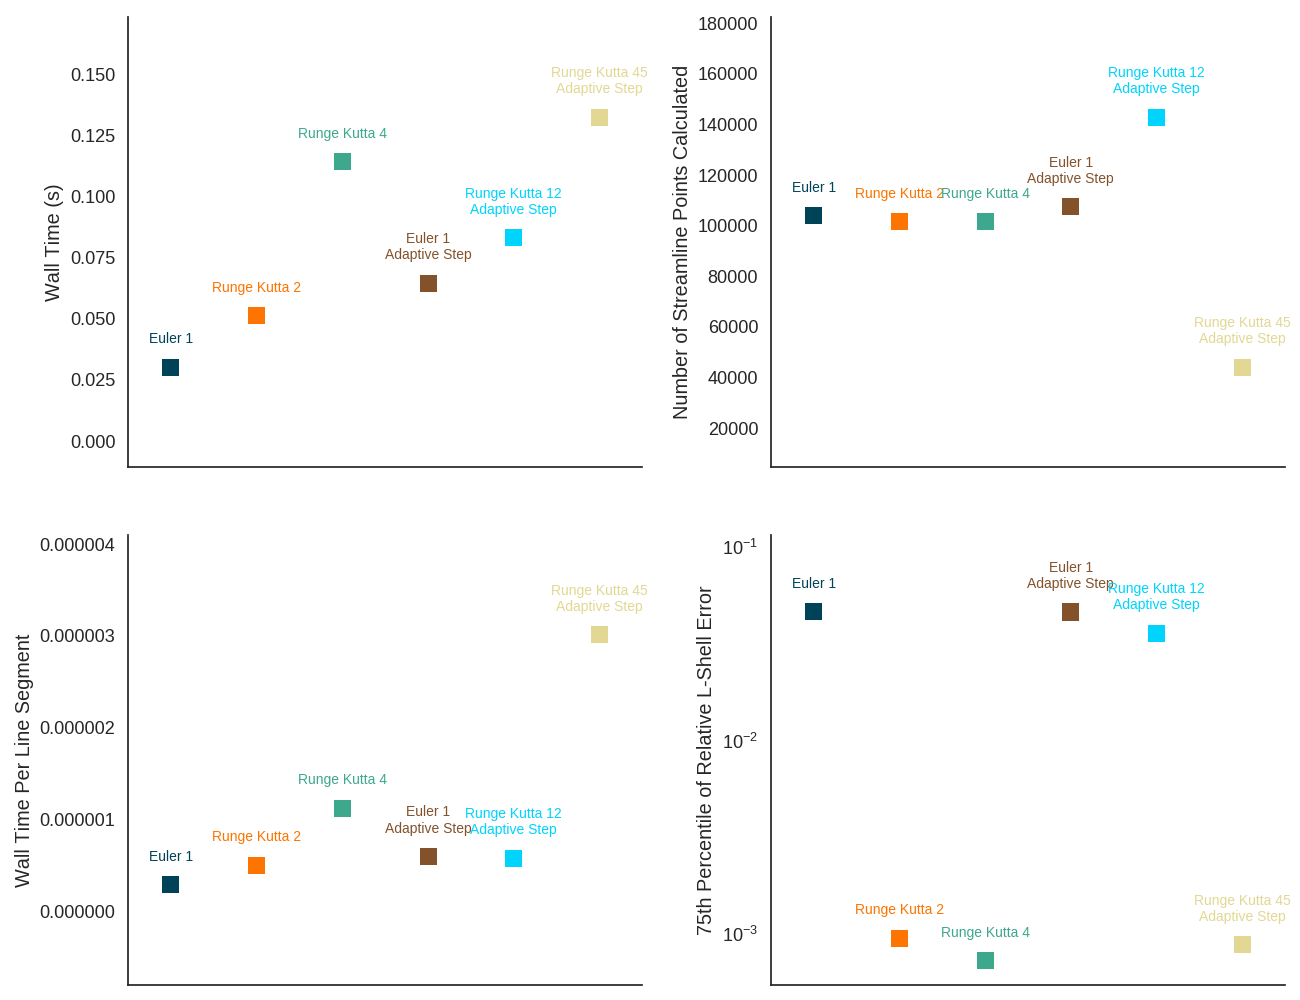 Wall Time (s)
0.150
0.125
0.100
0.075
0.050
0.025
0.000
Euler 1
Runge Kutta 2
Runge Kutta 4
Euler 1
Adaptive Step
Runge Kutta 12
Adaptive Step
Runge Kutta 45
Adaptive Step
Number of Streamline Points Calculated
180000
160000
140000
120000
100000
80000
60000
40000
20000
Euler 1
Runge Kutta 2
Runge Kutta 4
Euler 1
Adaptive Step
Runge Kutta 12
Adaptive Step
Runge Kutta 45
Adaptive Step
Wall Time Per Line Segment
0.000004
0.000003
0.000002
0.000001
0.000000
Euler 1
Runge Kutta 2
Runge Kutta 4
Euler 1
Adaptive Step
Runge Kutta 12
Adaptive Step
Runge Kutta 45
Adaptive Step
75th Percentile of Relative L-Shell Error
10⁻¹
10⁻²
10⁻³
Euler 1
Runge Kutta 2
Runge Kutta 4
Euler 1
Adaptive Step
Runge Kutta 12
Adaptive Step
Runge Kutta 45
Adaptive Step